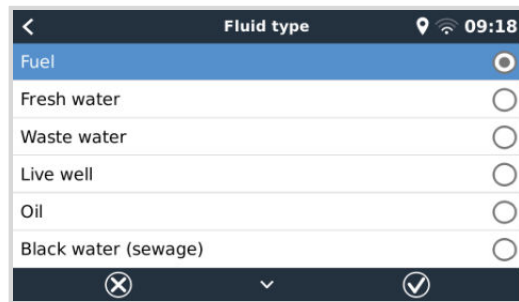 Fluid type 09:18
Fuel
Fresh water
Waste water
Live well
Oil
Black water (sewage)